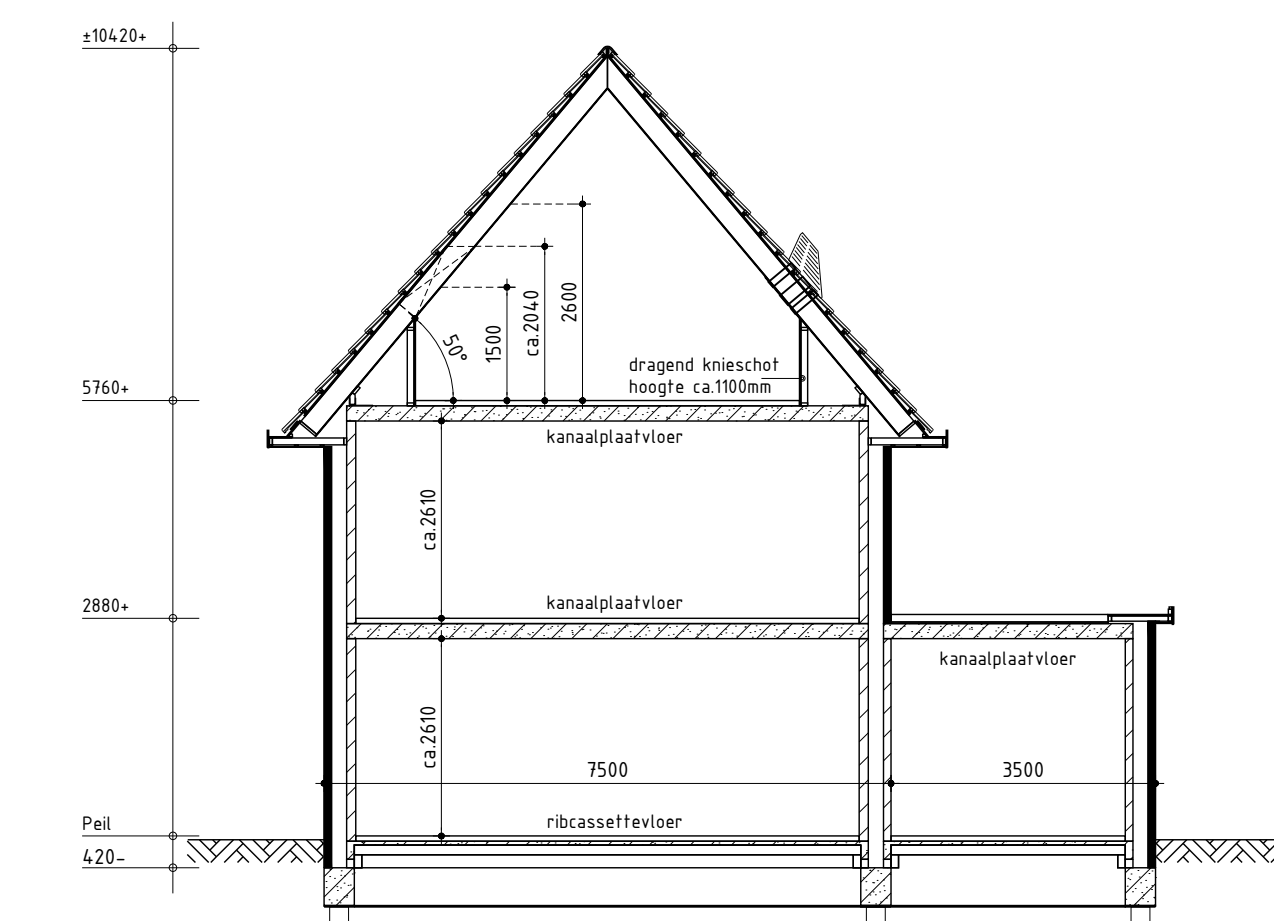 ±10420+
2600
ca.2040
1500
50°
dragend knieschot
hoogte ca.1100mm
5760+
kanaalplaatvloer
ca.2610
kanaalplaatvloer
2880+
kanaalplaatvloer
ca.2610
7500
3500
Peil
ribcassettevloer
420-